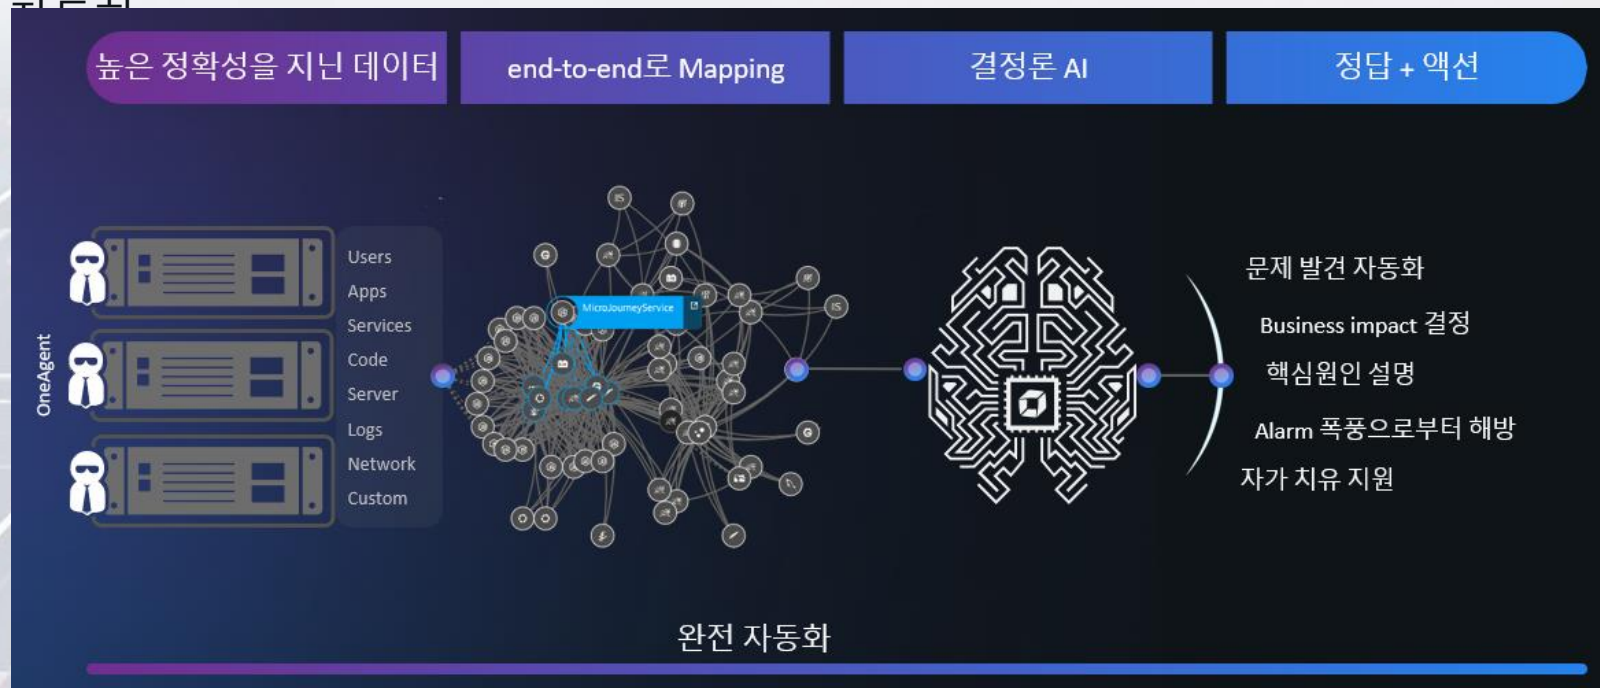 높은 정확성을 지닌 데이터
end-to-end로 Mapping
결정론 AI
정답 + 액션
OneAgent
Users
Apps
Services
Code
Server
Logs
Network
Custom
MicroJourneyService
문제 발견 자동화
Business impact 결정
핵심원인 설명
Alarm 폭풍으로부터 해방
자가 치유 지원
완전 자동화